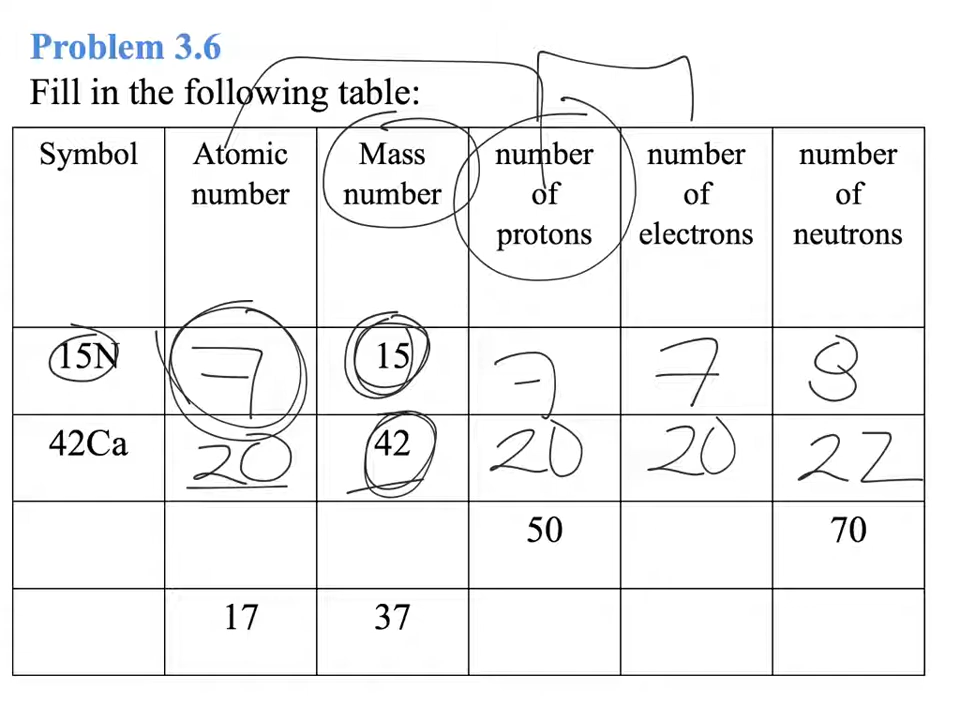 Problem 3.6
Fill in the following table:
Symbol Atomic number Mass number number of protons number of electrons number of neutrons
15N 7 15 7 7 8
42Ca 20 42 20 20 22
50 70
17 37